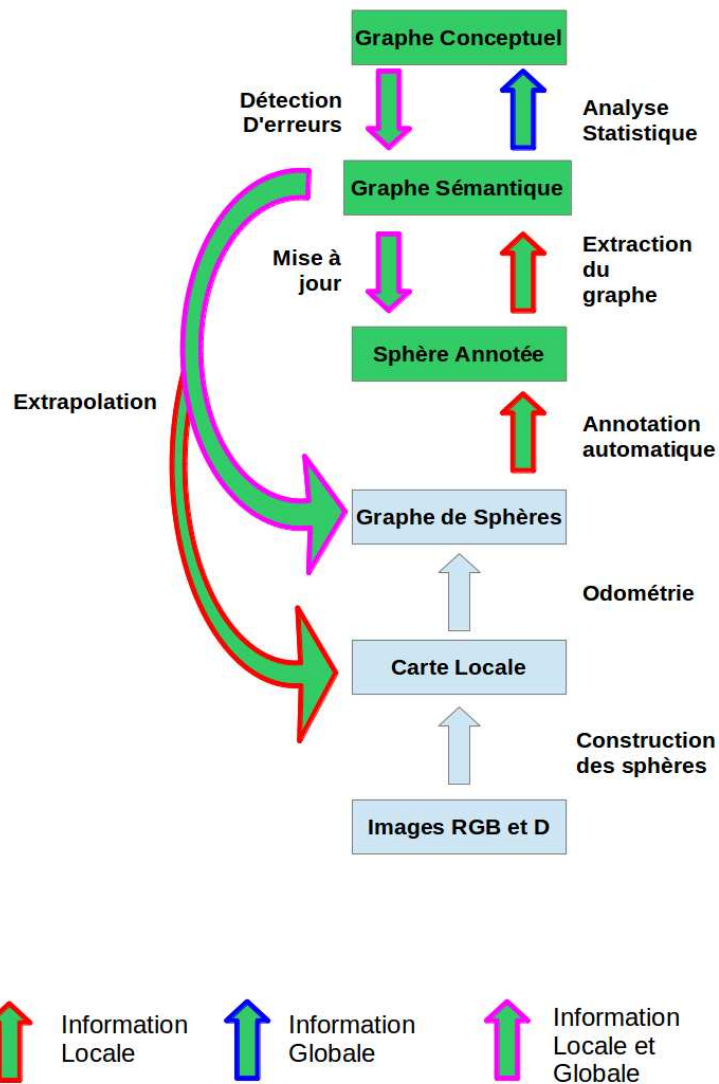 Graphe Conceptuel
Détection
D'erreurs
Analyse
Statistique
Graphe Sémantique
Mise à
jour
Extraction
du
graphe
Sphère Annotée
Extrapolation
Annotation
automatique
Graphe de Sphères
Odométrie
Carte Locale
Construction
des sphères
Images RGB et D
Information
Locale
Information
Globale
Information
Locale et
Globale